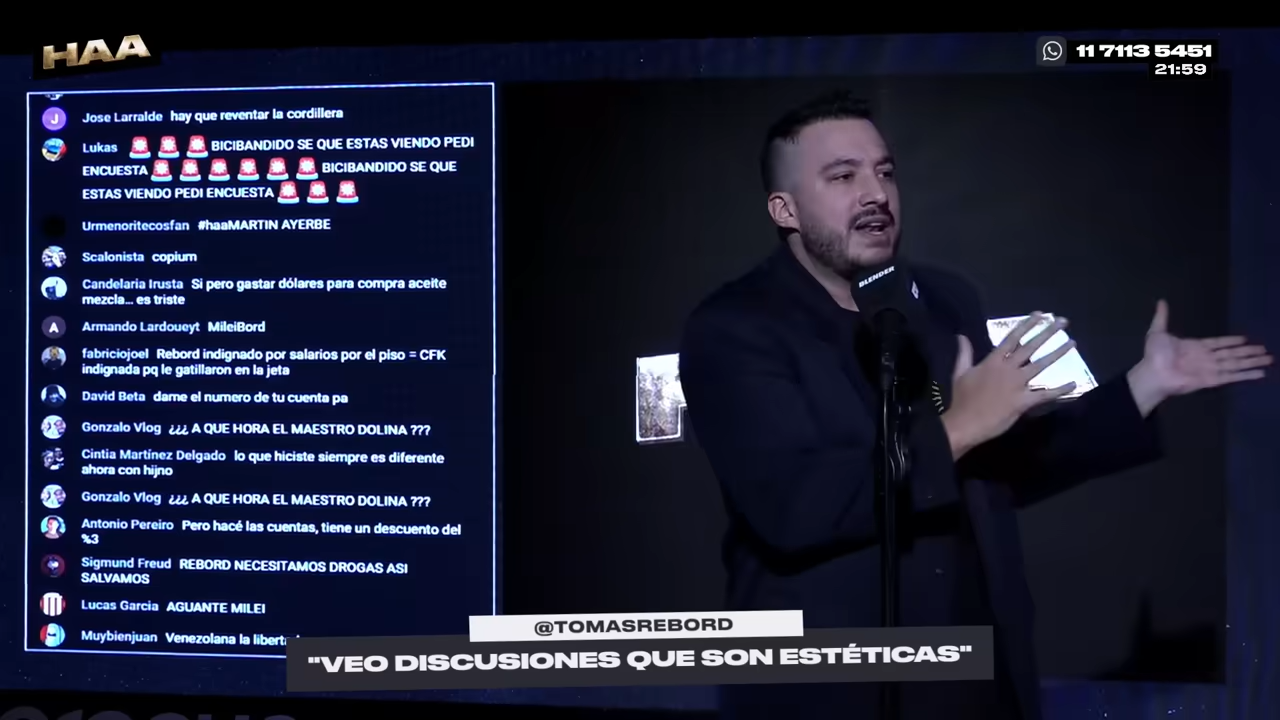 HAA
11 7113 5451
21:59
Jose Larralde hay que reventar la cordillera
Lukas 🚨 🚨 🚨 BICIBANDIDO SE QUE ESTAS VIENDO PEDI
ENCUESTA 🚨 🚨 🚨 🚨 🚨 🚨 BICIBANDIDO SE QUE
ESTAS VIENDO PEDI ENCUESTA 🚨 🚨 🚨
Urmenoritecosfan #haaMARTIN AYERBE
Scalonista copium
Candelaria Irusta Si pero gastar dólares para compra aceite
mezcla... es triste
A Armando Lardoueyt MileiBord
fabriciojoel Rebord indignado por salarios por el piso = CFK
indignada pq le gatillaron en la jeta
David Beta dame el numero de tu cuenta pa
Gonzalo Vlog ¿¿¿ A QUE HORA EL MAESTRO DOLINA ???
Cintia Martínez Delgado lo que hiciste siempre es diferente
ahora con hijno
Gonzalo Vlog ¿¿¿ A QUE HORA EL MAESTRO DOLINA ???
Antonio Pereiro Pero hacé las cuentas, tiene un descuento del
%3
Sigmund Freud REBORD NECESITAMOS DROGAS ASI
SALVAMOS
Lucas Garcia AGUANTE MILEI
Muybienjuan Venezolana la
BLENDER
@TOMASREBORD
"VEO DISCUSIONES QUE SON ESTÉTICAS"